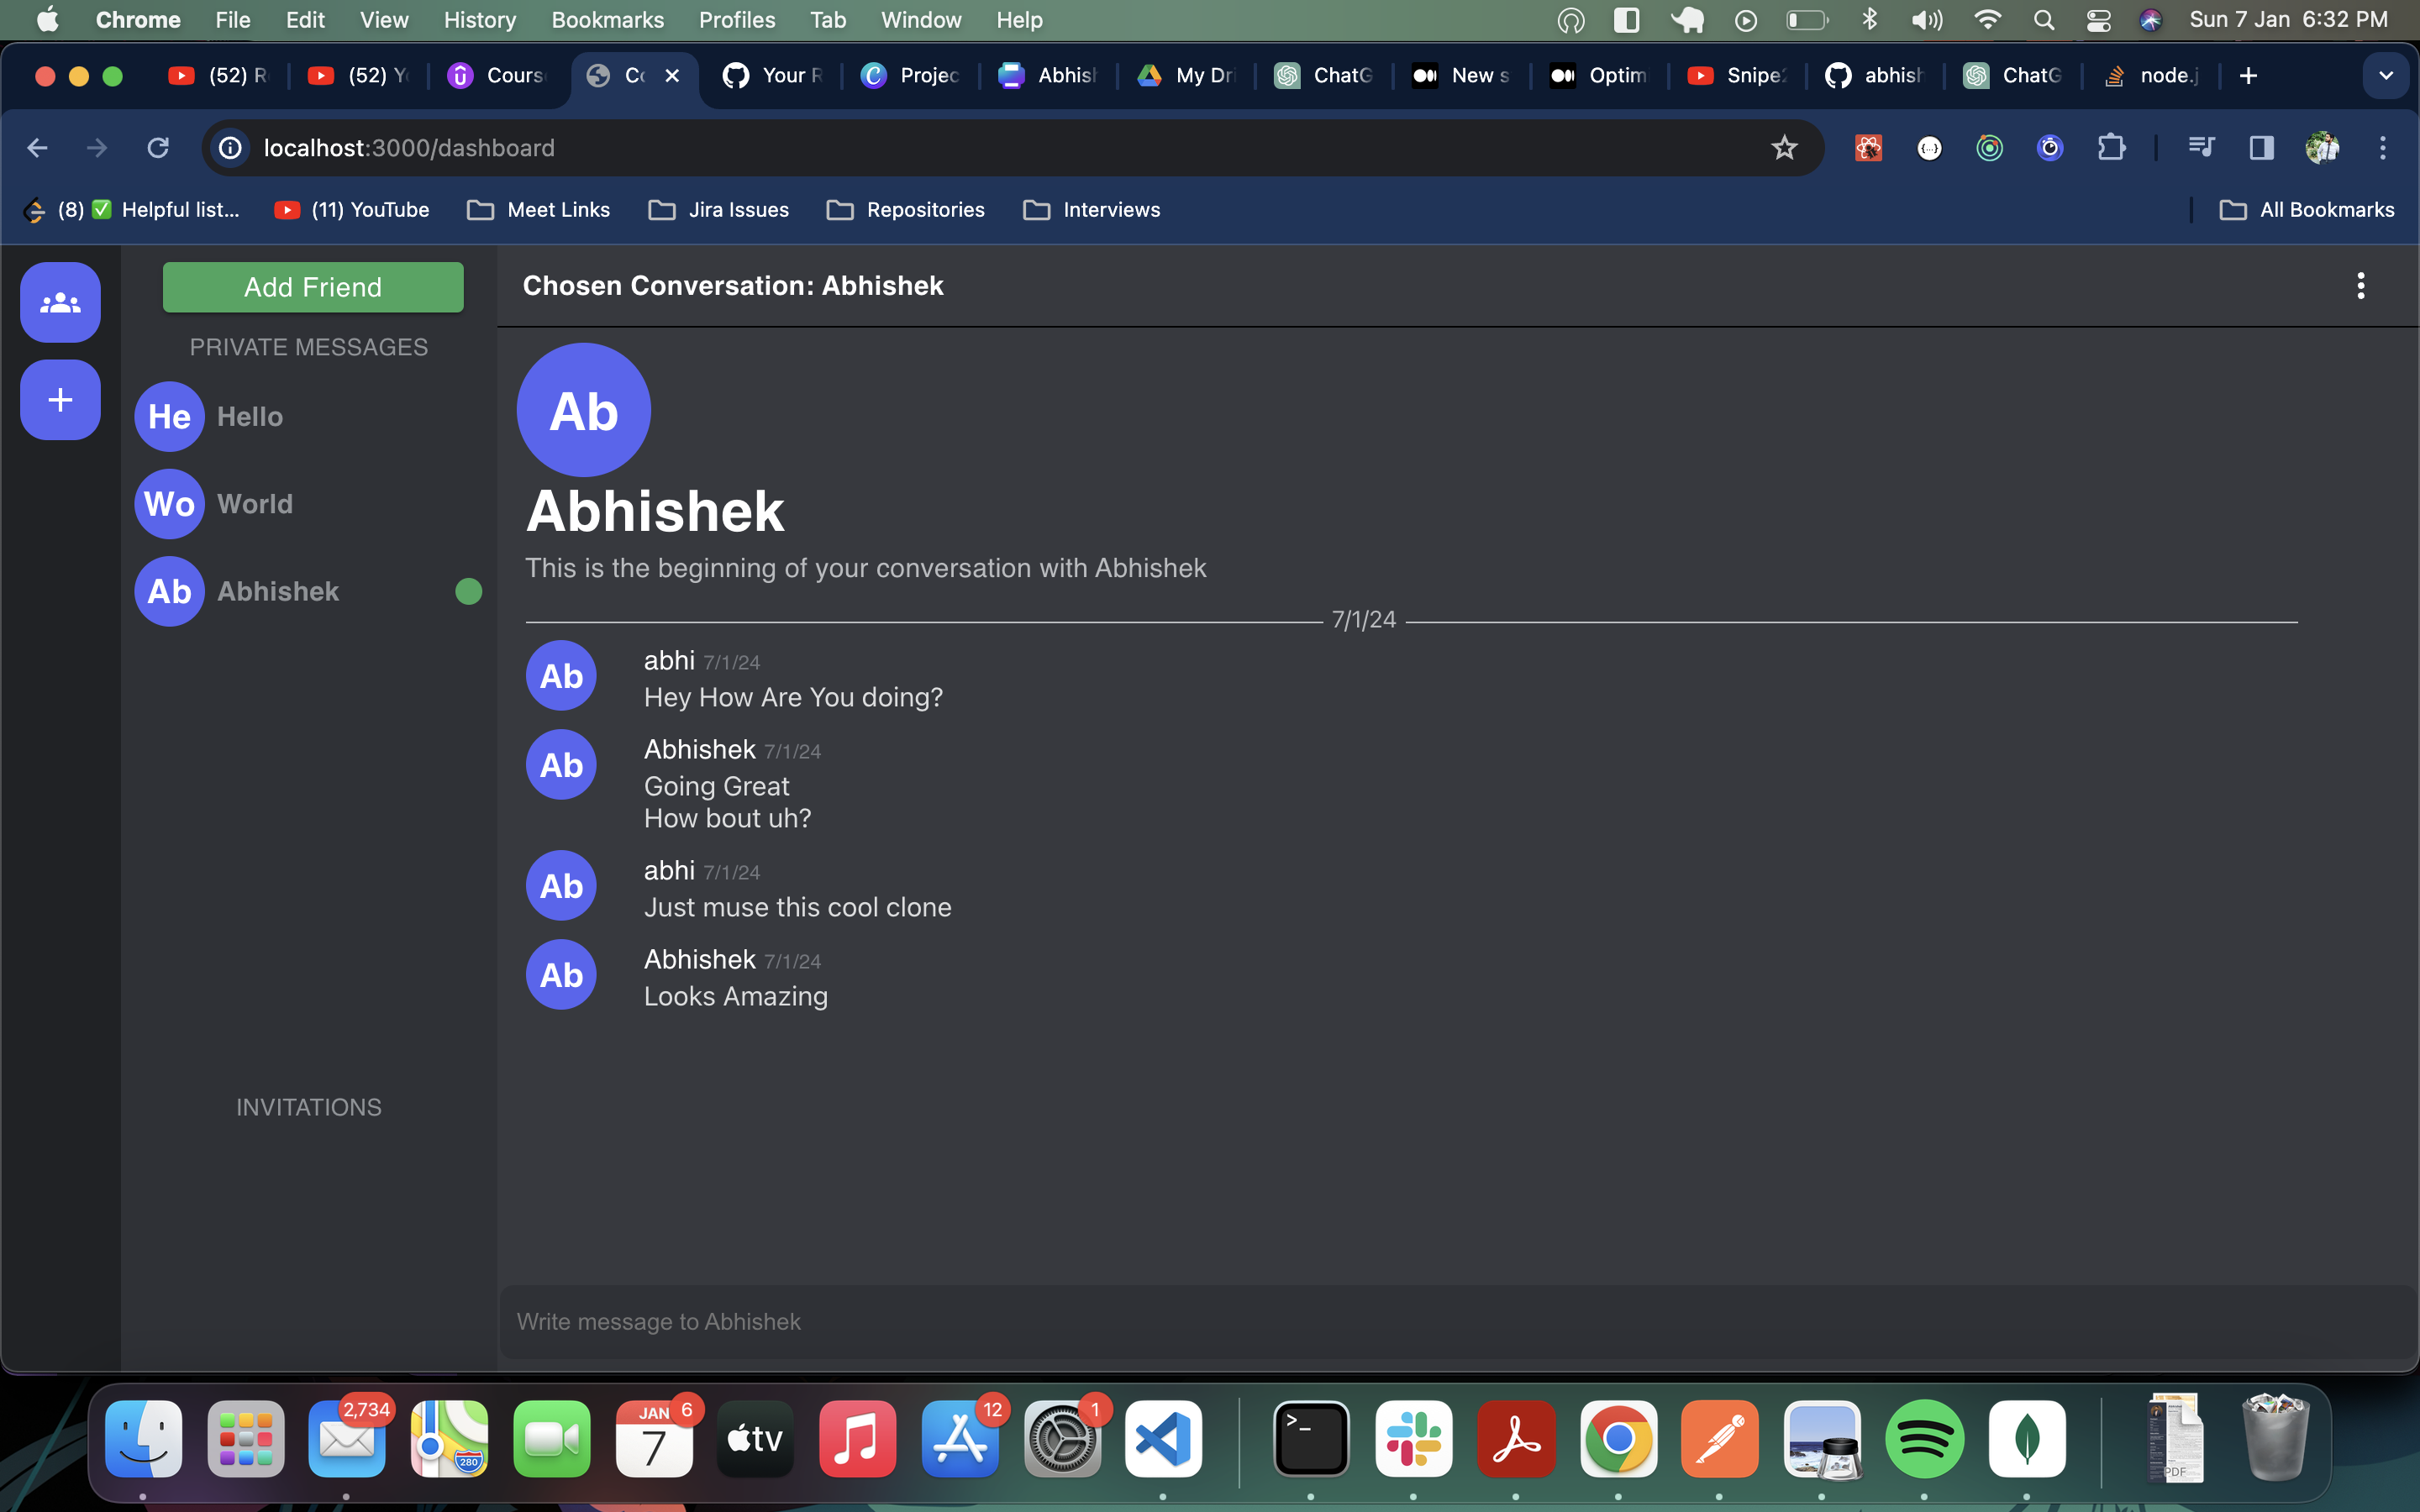 Chrome File Edit View History Bookmarks Profiles Tab Window Help Sun 7 Jan 6:32 PM
(52) (52) Cours Your Projec Abhish My Dri ChatG New s Optim Snipe abhish ChatG node.j
localhost:3000/dashboard
(8) ✅ Helpful list... (11) YouTube Meet Links Jira Issues Repositories Interviews All Bookmarks
Add Friend
PRIVATE MESSAGES
He Hello
Wo World
Ab Abhishek
INVITATIONS
Chosen Conversation: Abhishek
Ab
Abhishek
This is the beginning of your conversation with Abhishek
7/1/24
Ab abhi 7/1/24
Hey How Are You doing?
Ab Abhishek 7/1/24
Going Great
How bout uh?
Ab abhi 7/1/24
Just muse this cool clone
Ab Abhishek 7/1/24
Looks Amazing
Write message to Abhishek
2,734 280 JAN 7 6 tv 12 1 >_ PDF